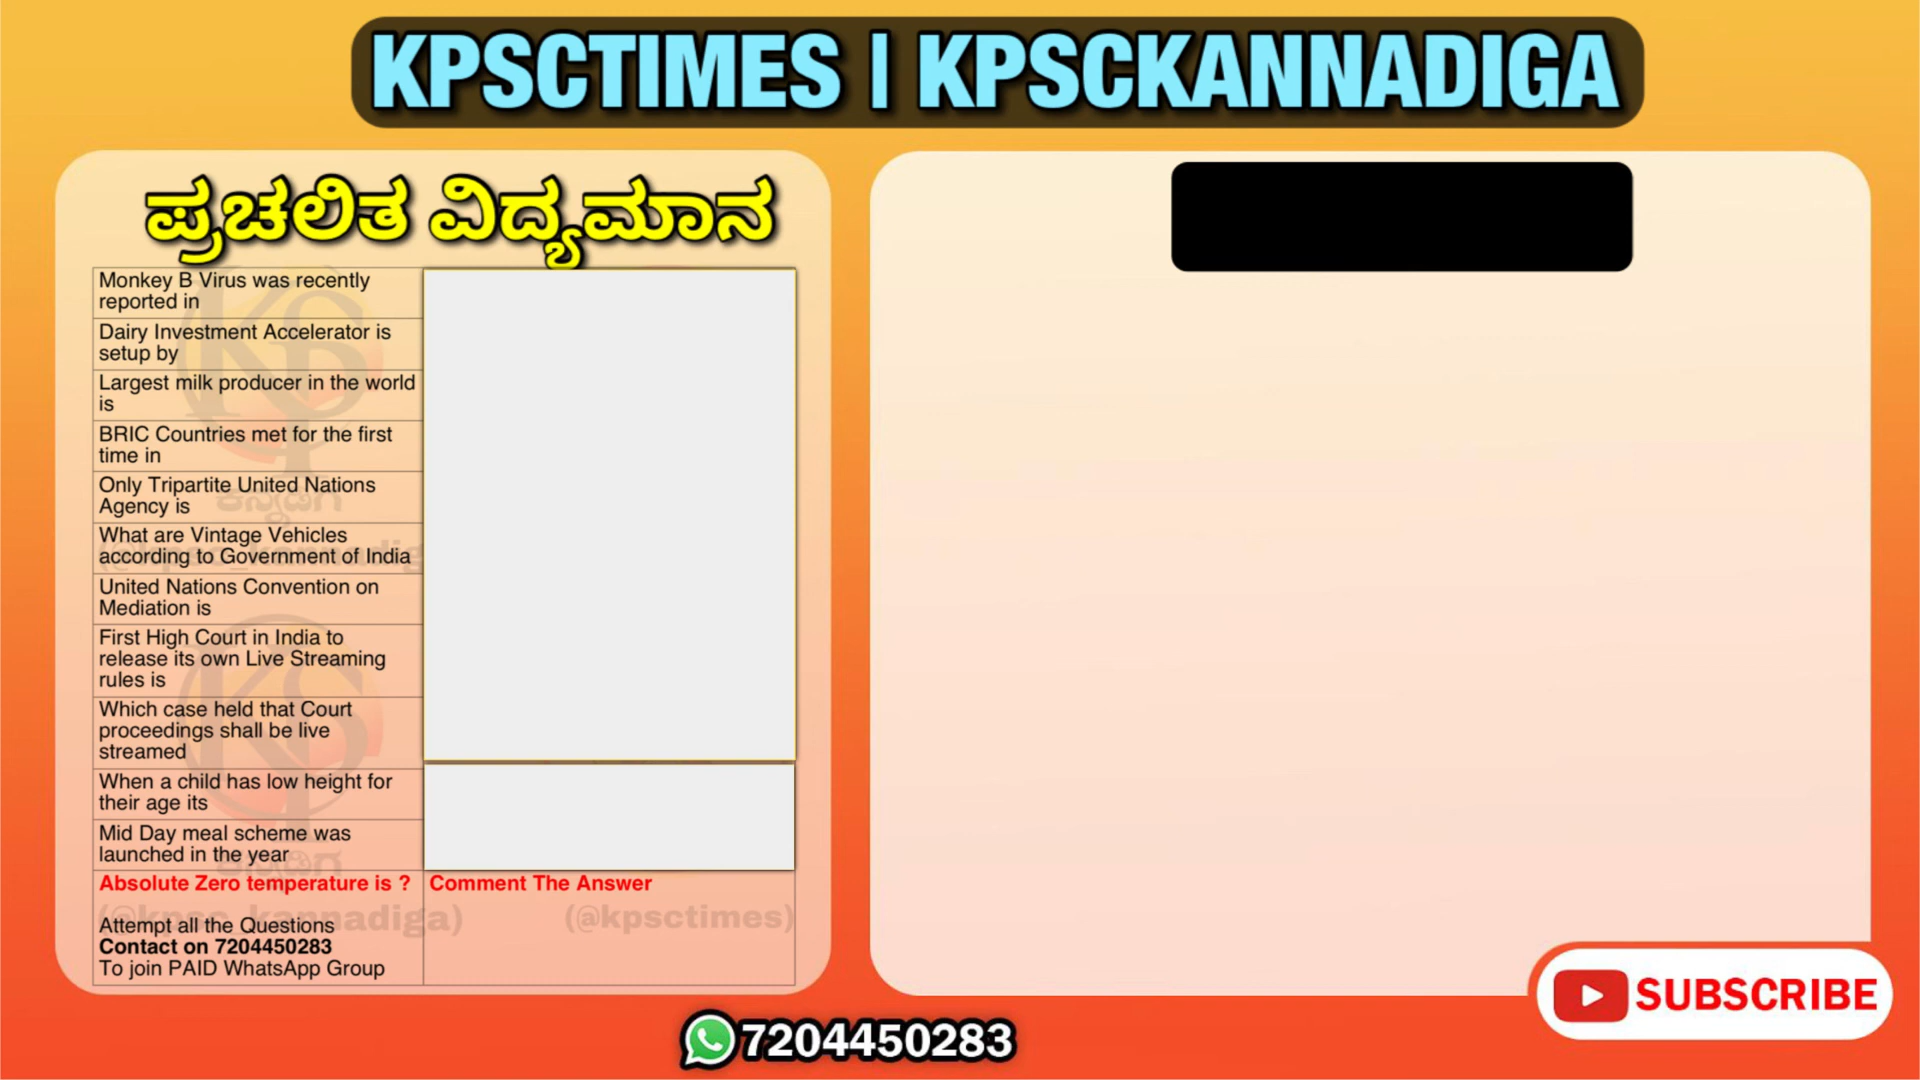 KPSCTIMES | KPSCKANNADIGA
ಪ್ರಚಲಿತ ವಿದ್ಯಮಾನ
Monkey B Virus was recently
reported in
Dairy Investment Accelerator is
setup by
Largest milk producer in the world
is
BRIC Countries met for the first
time in
Only Tripartite United Nations
Agency is
What are Vintage Vehicles
according to Government of India
United Nations Convention on
Mediation is
First High Court in India to
release its own Live Streaming
rules is
Which case held that Court
proceedings shall be live
streamed
When a child has low height for
their age its
Mid Day meal scheme was
launched in the year
Absolute Zero temperature is ? Comment The Answer
(@kpsc_kannadiga) (@kpsctimes)
Attempt all the Questions
Contact on 7204450283
To join PAID WhatsApp Group
SUBSCRIBE
7204450283